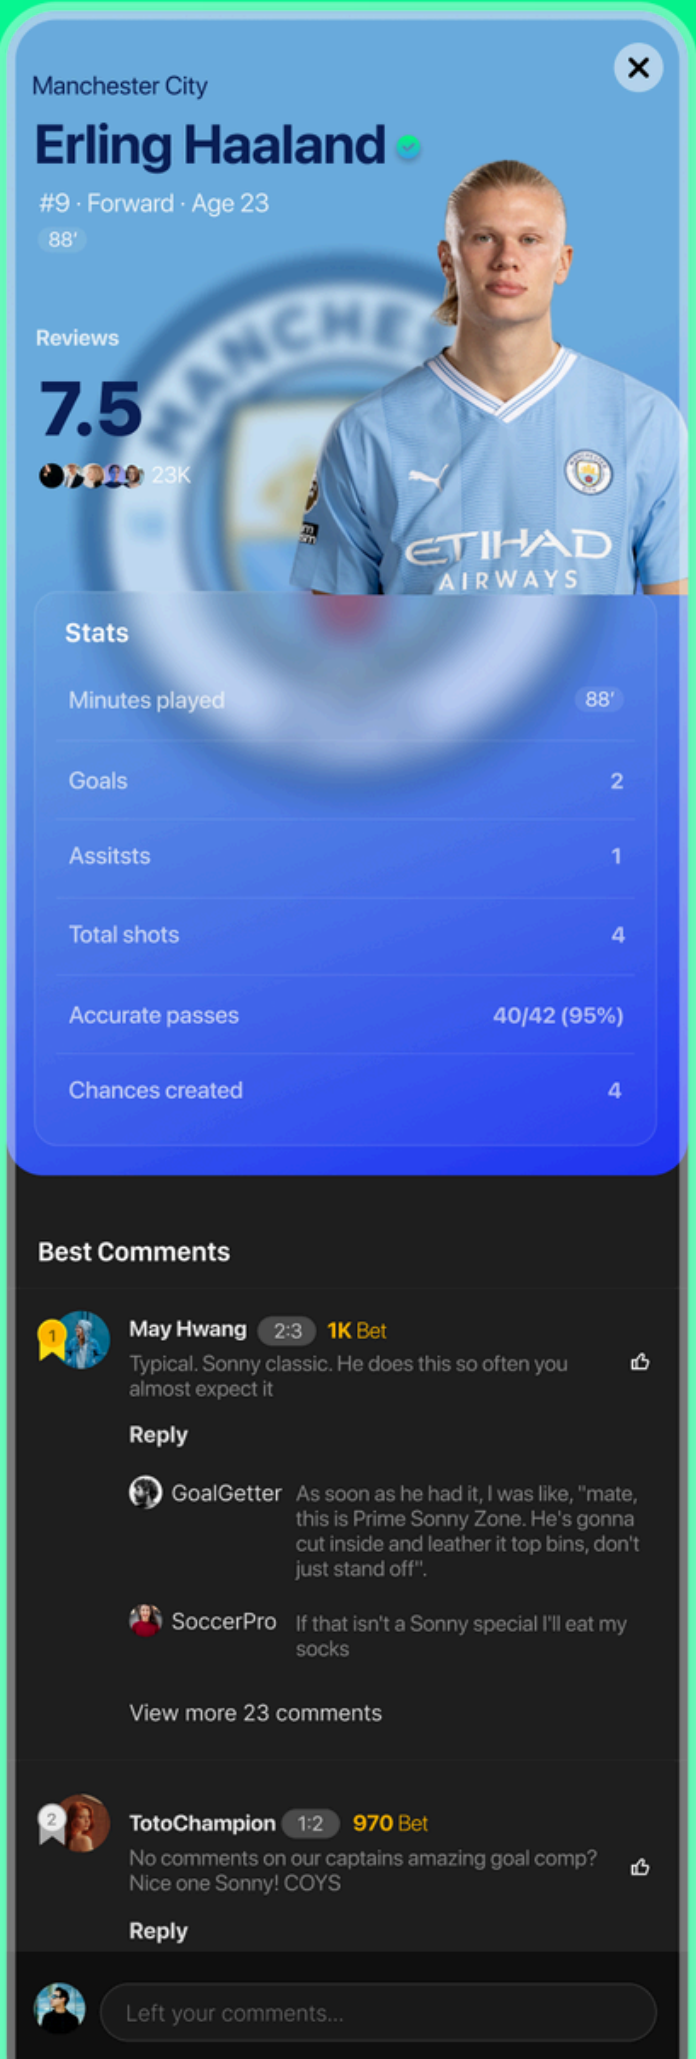 Manchester City
Erling Haaland
#9 · Forward · Age 23
88'
Reviews
7.5
23K
MANCHES
ETIHAD
AIRWAYS
Stats
Minutes played 88'
Goals 2
Assitsts 1
Total shots 4
Accurate passes 40/42 (95%)
Chances created 4
Best Comments
1
May Hwang 2:3 1K Bet
Typical. Sonny classic. He does this so often you
almost expect it
Reply
GoalGetter As soon as he had it, I was like, "mate,
this is Prime Sonny Zone. He's gonna
cut inside and leather it top bins, don't
just stand off".
SoccerPro If that isn't a Sonny special I'll eat my
socks
View more 23 comments
2
TotoChampion 1:2 970 Bet
No comments on our captains amazing goal comp?
Nice one Sonny! COYS
Reply
Left your comments...